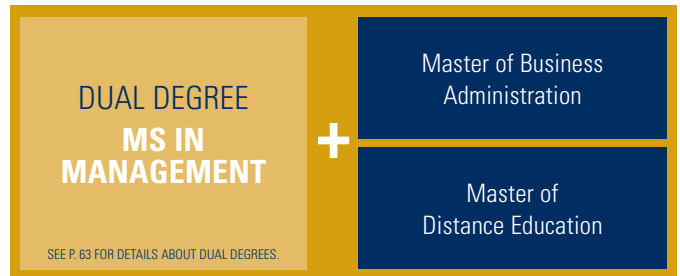 DUAL DEGREE
MS IN
MANAGEMENT
SEE P. 63 FOR DETAILS ABOUT DUAL DEGREES.
+
Master of Business
Administration
Master of
Distance Education